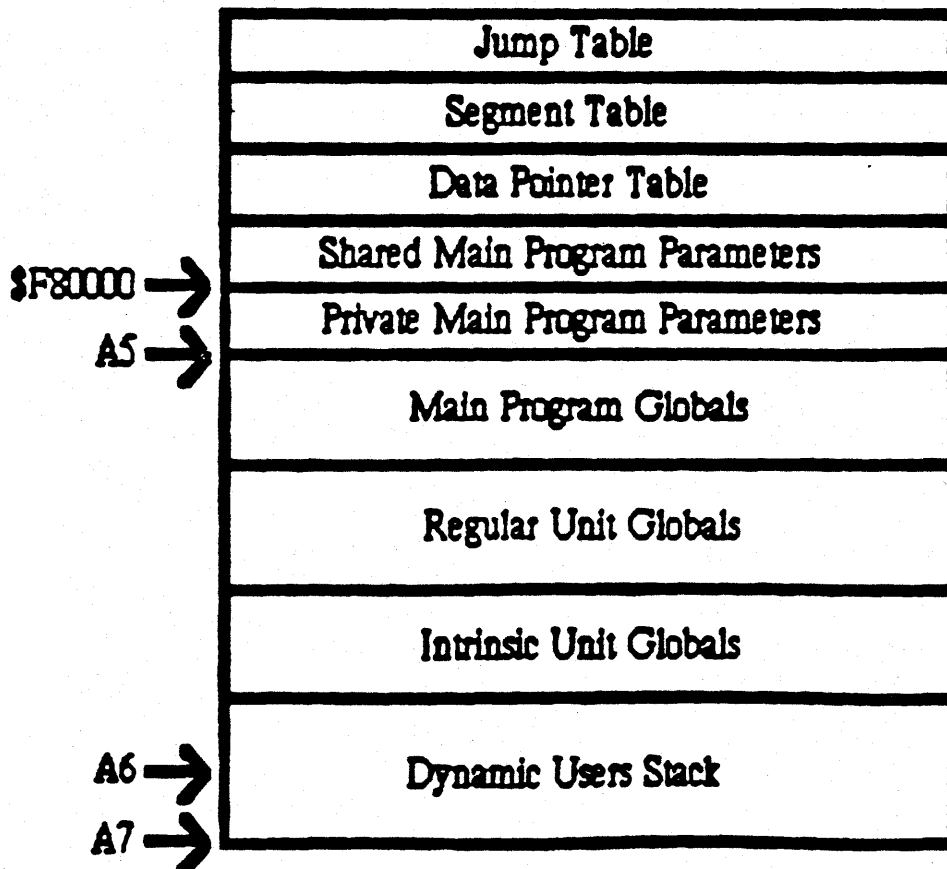 Jump Table
Segment Table
Data Pointer Table
Shared Main Program Parameters
$F80000
Private Main Program Parameters
A5
Main Program Globals
Regular Unit Globals
Intrinsic Unit Globals
A6
Dynamic Users Stack
A7